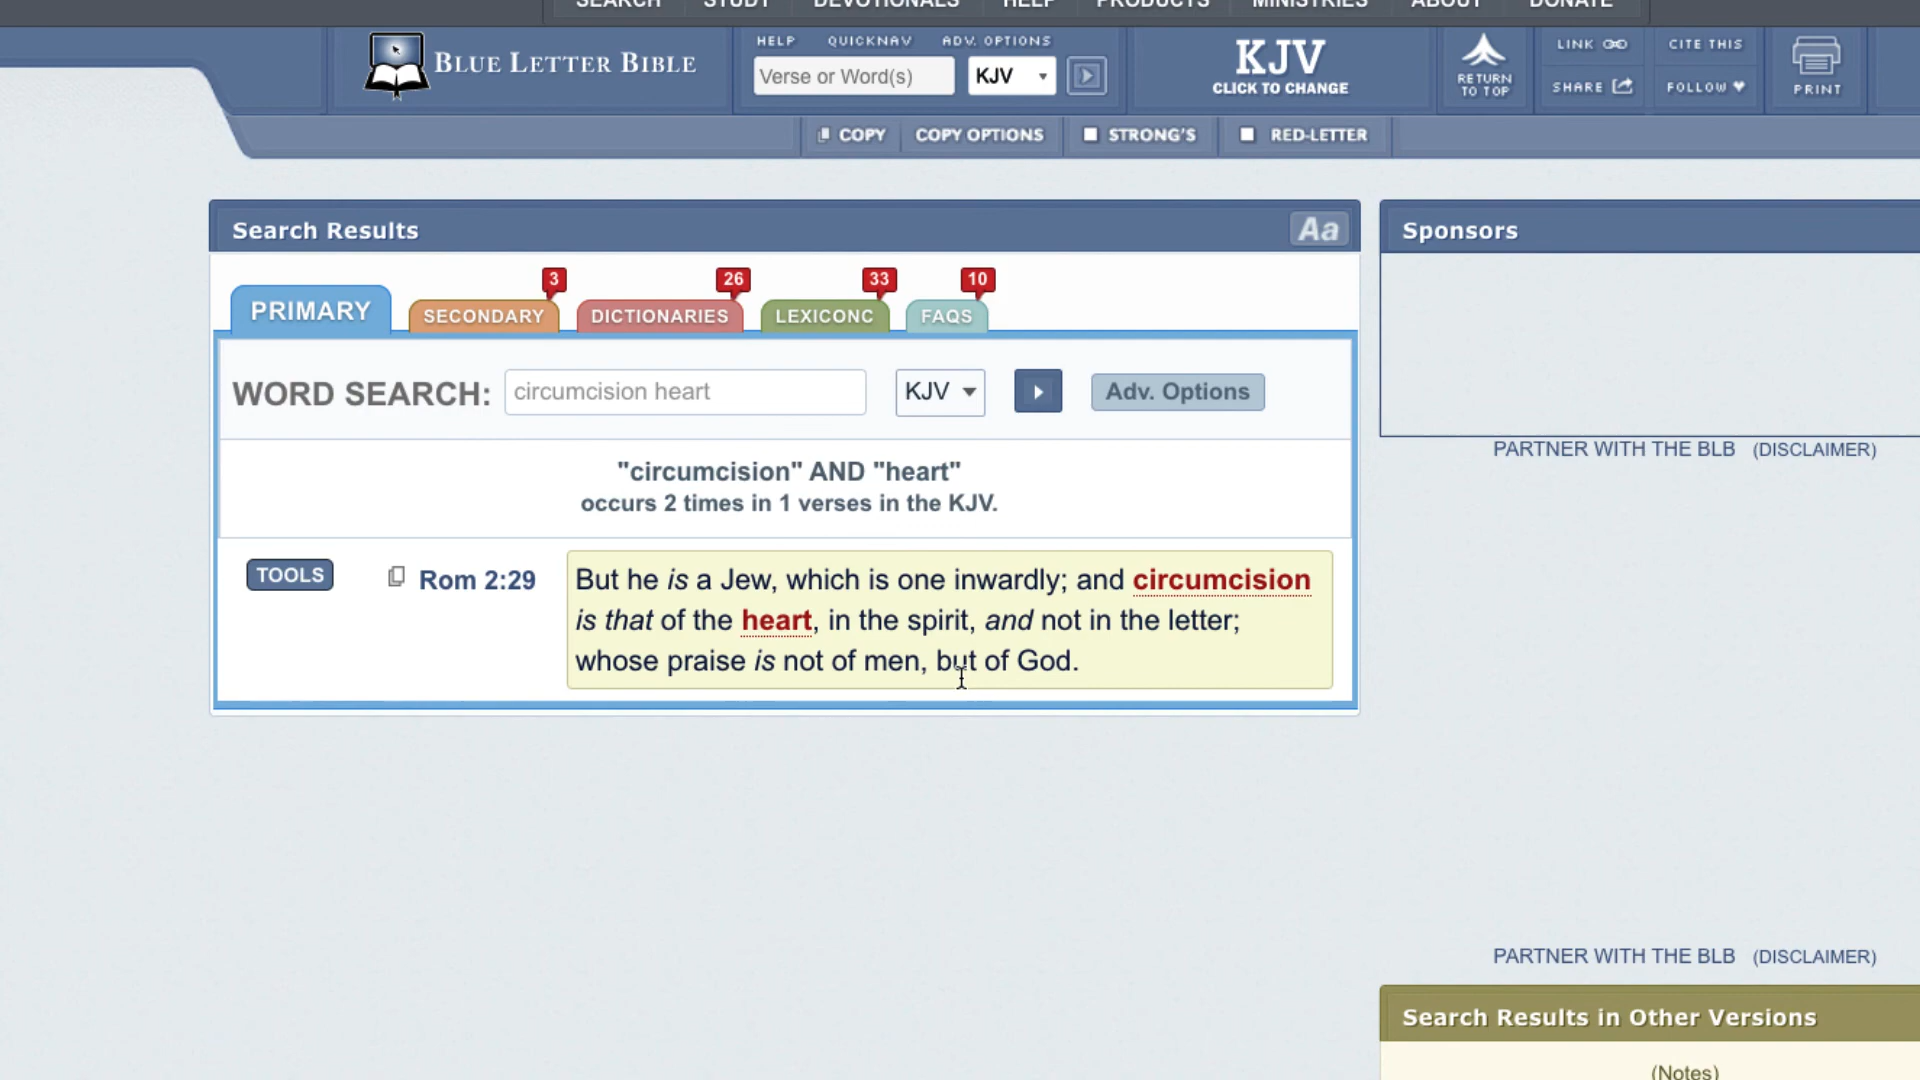 SEARCH STUDY DEVOTIONALS HELP PRODUCTS MINISTRIES ABOUT DONATE
BLUE LETTER BIBLE
HELP QUICKNAV ADV. OPTIONS
Verse or Word(s) KJV
KJV
CLICK TO CHANGE
RETURN
TO TOP
LINK
SHARE
CITE THIS
FOLLOW
PRINT
COPY COPY OPTIONS STRONG'S RED-LETTER
Search Results Aa
3 26 33 10
PRIMARY SECONDARY DICTIONARIES LEXICONC FAQS
WORD SEARCH: circumcision heart KJV Adv. Options
"circumcision" AND "heart"
occurs 2 times in 1 verses in the KJV.
TOOLS Rom 2:29 But he is a Jew, which is one inwardly; and circumcision
is that of the heart, in the spirit, and not in the letter;
whose praise is not of men, but of God.
Sponsors
PARTNER WITH THE BLB (DISCLAIMER)
PARTNER WITH THE BLB (DISCLAIMER)
Search Results in Other Versions
(Notes)